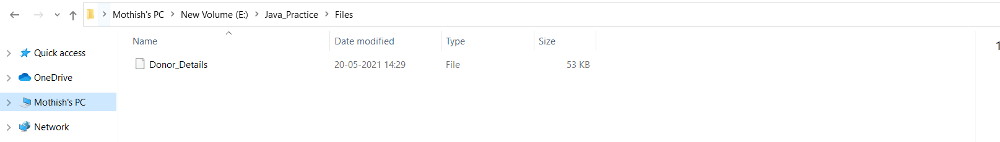 Mothish's PC New Volume (E:) Java_Practice Files
Name Date modified Type Size
Quick access
Donor_Details 20-05-2021 14:29 File 53 KB
OneDrive
Mothish's PC
Network
1